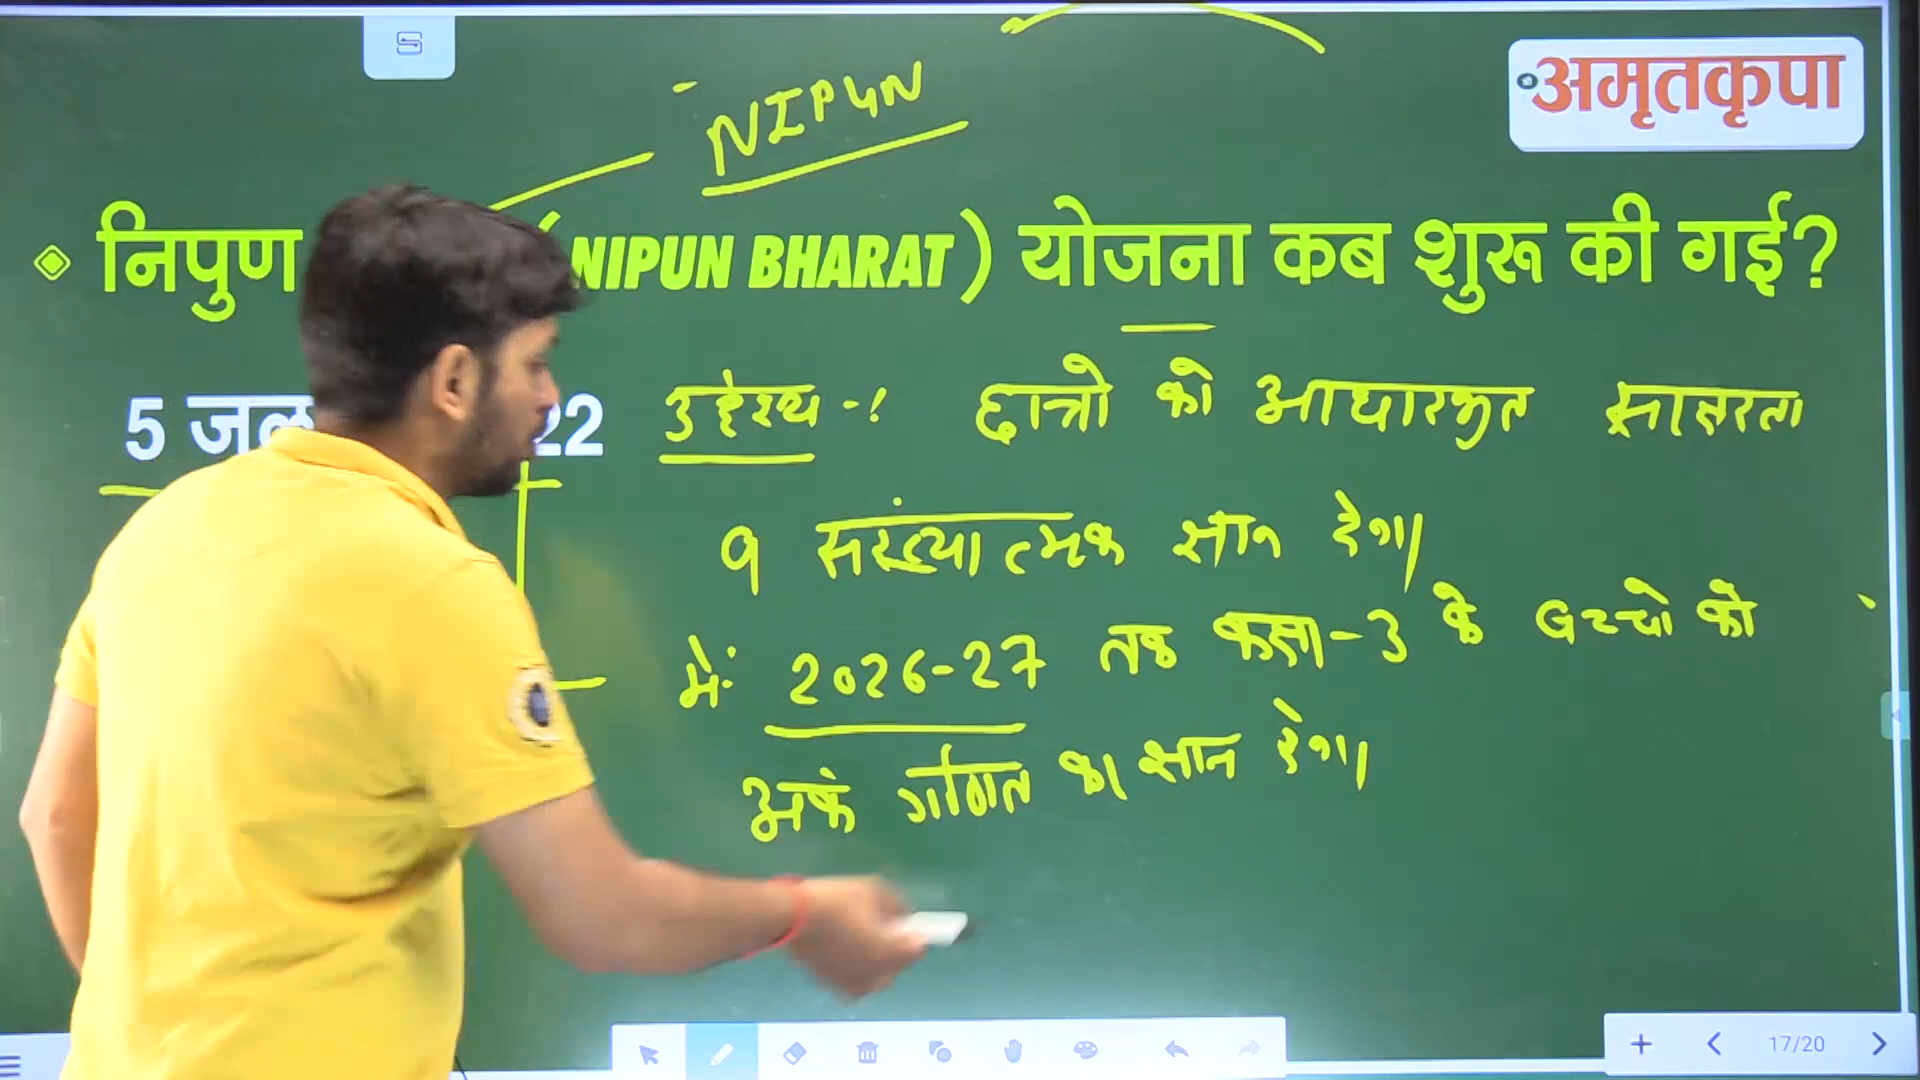 अमृतकृपा
NIPUN
निपुण (NIPUN BHARAT) योजना कब शुरू की गई?
5 22 उद्देश्य -: छात्रो को आधारभुत साक्षरता
व संख्यात्मक ज्ञान देना
में 2026-27 तक कक्षा-3 के बच्चो को
अंक गणित का ज्ञान देना
17/20